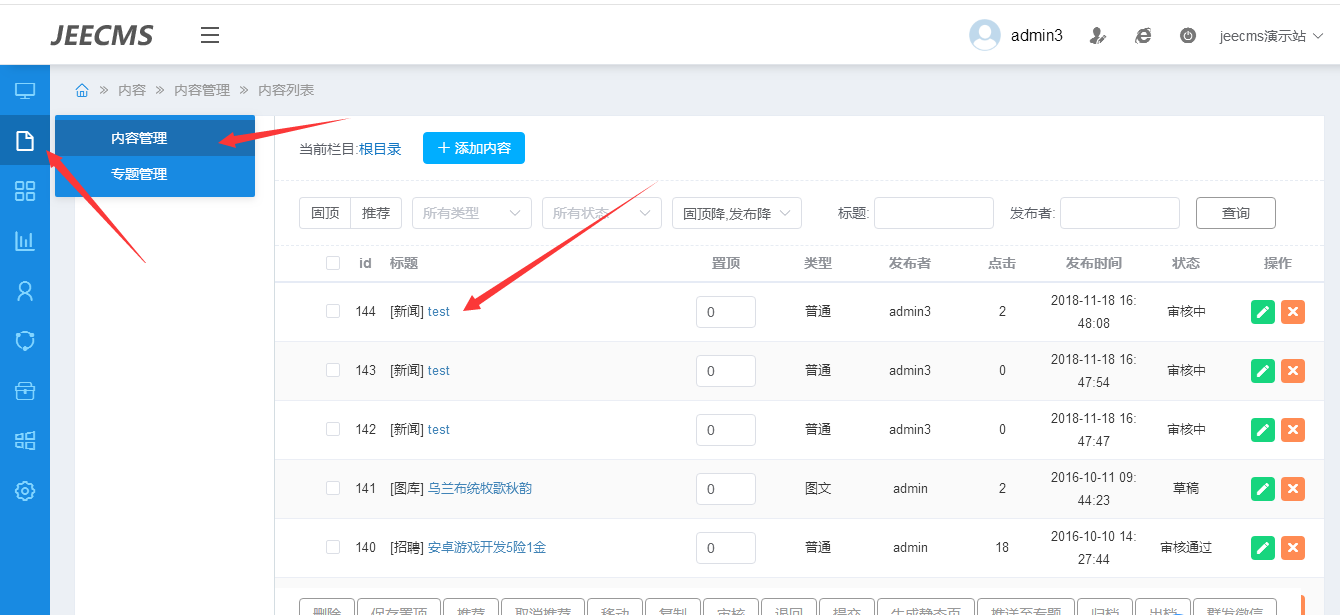 JEECMS admin3 jeecms演示站
内容 » 内容管理 » 内容列表
内容管理
专题管理
当前栏目:根目录 + 添加内容
固顶 推荐 所有类型 所有状态 固顶降,发布降 标题: 发布者: 查询
id 标题 置顶 类型 发布者 点击 发布时间 状态 操作
144 [新闻] test 0 普通 admin3 2 2018-11-18 16:48:08 审核中
143 [新闻] test 0 普通 admin3 0 2018-11-18 16:47:54 审核中
142 [新闻] test 0 普通 admin3 0 2018-11-18 16:47:47 审核中
141 [图库] 乌兰布统牧歌秋韵 0 图文 admin 2 2016-10-11 09:44:23 草稿
140 [招聘] 安卓游戏开发5险1金 0 普通 admin 18 2016-10-10 14:27:44 审核通过
删除 保存置顶 推荐 取消推荐 移动 复制 审核 退回 提交 生成静态页 推送至专题 归档 出档 群发微信